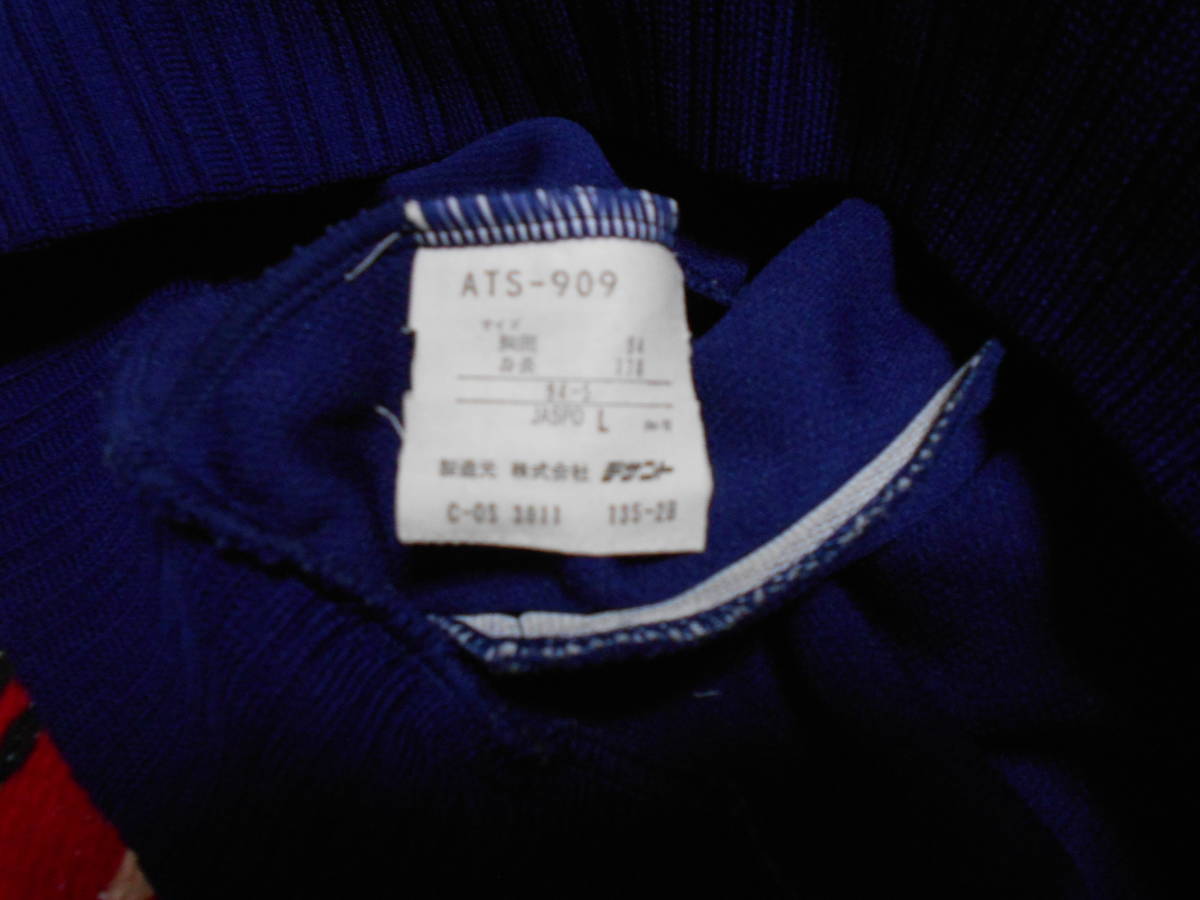 ATS-909
サイズ
胸囲 94
身長 178
94-5
JASPO L
製造元 株式会社 デサント
C-OS 3811 135-28